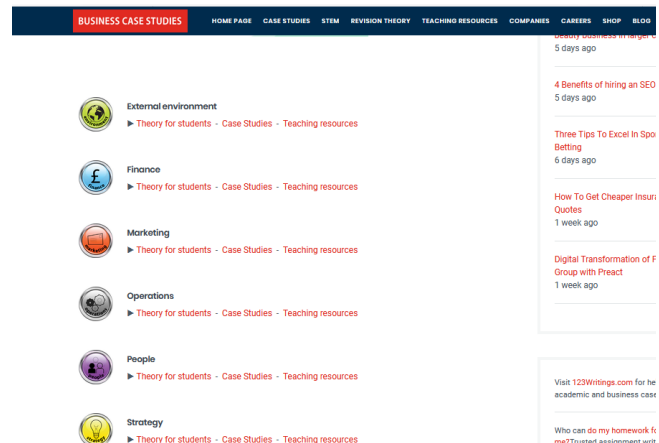 BUSINESS CASE STUDIES
HOME PAGE CASE STUDIES STEM REVISION THEORY TEACHING RESOURCES COMPANIES CAREERS SHOP BLOG
External environment
► Theory for students - Case Studies - Teaching resources
Finance
► Theory for students - Case Studies - Teaching resources
Marketing
► Theory for students - Case Studies - Teaching resources
Operations
► Theory for students - Case Studies - Teaching resources
People
► Theory for students - Case Studies - Teaching resources
Strategy
► Theory for students - Case Studies - Teaching resources
5 days ago
4 Benefits of hiring an SEO
5 days ago
Three Tips To Excel In
Betting
6 days ago
How To Get Cheaper
Quotes
1 week ago
Digital Transformation of
Group with Preact
1 week ago
Visit 123Writings.com for
academic and business case
Who can do my homework
me?Trusted assignment